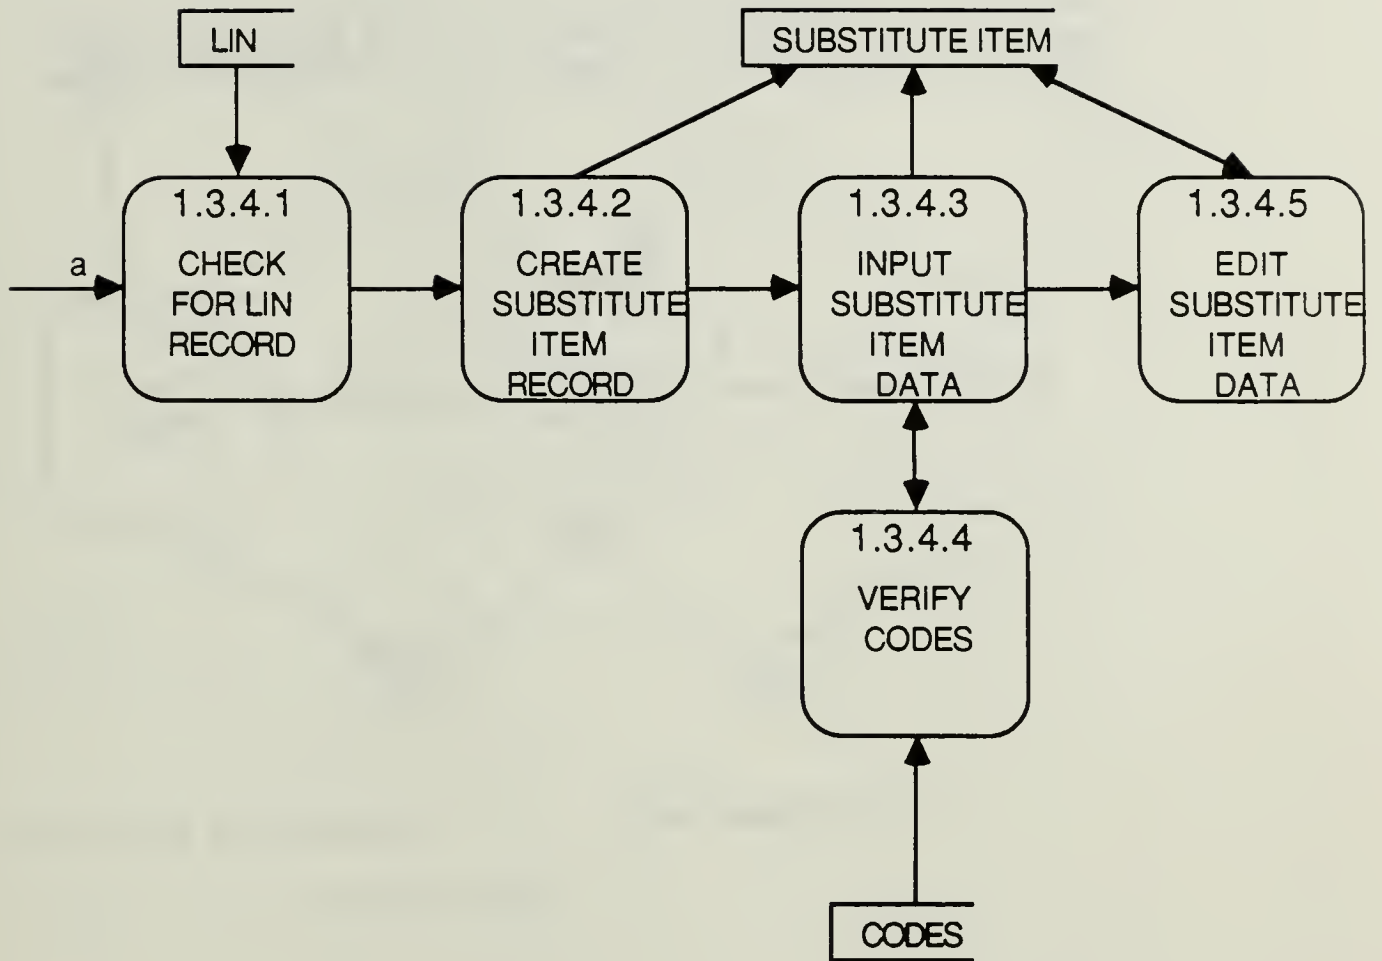 LIN
SUBSTITUTE ITEM
a
1.3.4.1
CHECK
FOR LIN
RECORD
1.3.4.2
CREATE
SUBSTITUTE
ITEM
RECORD
1.3.4.3
INPUT
SUBSTITUTE
ITEM
DATA
1.3.4.5
EDIT
SUBSTITUTE
ITEM
DATA
1.3.4.4
VERIFY
CODES
CODES